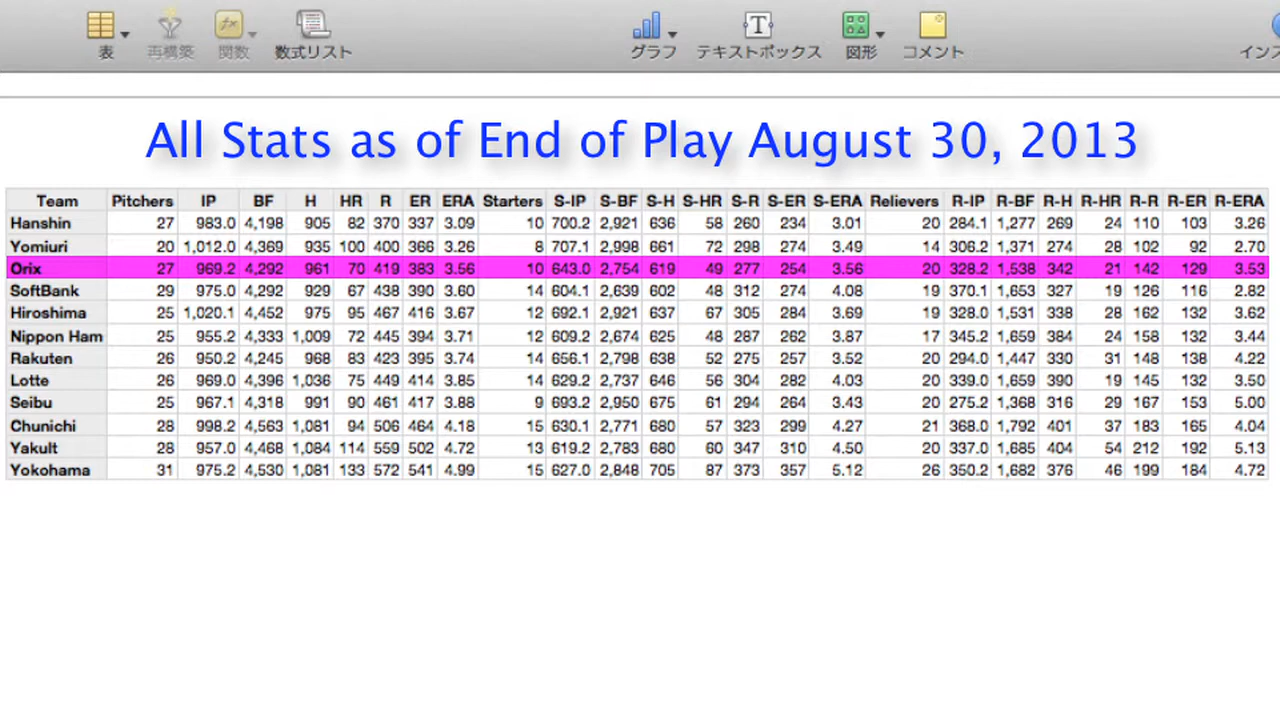 表 再構築 関数 数式リスト グラフ テキストボックス 図形 コメント
All Stats as of End of Play August 30, 2013
Team Pitchers IP BF H HR R ER ERA Starters S-IP S-BF S-H S-HR S-R S-ER S-ERA Relievers R-IP R-BF R-H R-HR R-R R-ER R-ERA
Hanshin 27 983.0 4,198 905 82 370 337 3.09 10 700.2 2,921 636 58 260 234 3.01 20 284.1 1,277 269 24 110 103 3.26
Yomiuri 20 1,012.0 4,369 935 100 400 366 3.26 8 707.1 2,998 661 72 298 274 3.49 14 306.2 1,371 274 28 102 92 2.70
Orix 27 969.2 4,292 961 70 419 383 3.56 10 643.0 2,754 619 49 277 254 3.56 20 328.2 1,538 342 21 142 129 3.53
SoftBank 29 975.0 4,292 929 67 438 390 3.60 14 604.1 2,639 602 48 312 274 4.08 19 370.1 1,653 327 19 126 116 2.82
Hiroshima 25 1,020.1 4,452 975 95 467 416 3.67 12 692.1 2,921 637 67 305 284 3.69 19 328.0 1,531 338 28 162 132 3.62
Nippon Ham 25 955.2 4,333 1,009 72 445 394 3.71 12 609.2 2,674 625 48 287 262 3.87 17 345.2 1,659 384 24 158 132 3.44
Rakuten 26 950.2 4,245 968 83 423 395 3.74 14 656.1 2,798 638 52 275 257 3.52 20 294.0 1,447 330 31 148 138 4.22
Lotte 26 969.0 4,396 1,036 75 449 414 3.85 14 629.2 2,737 646 56 304 282 4.03 20 339.0 1,659 390 19 145 132 3.50
Seibu 25 967.1 4,318 991 90 461 417 3.88 9 693.2 2,950 675 61 294 264 3.43 20 275.2 1,368 316 29 167 153 5.00
Chunichi 28 998.2 4,563 1,081 94 506 464 4.18 15 630.1 2,771 680 57 323 299 4.27 21 368.0 1,792 401 37 183 165 4.04
Yakult 28 957.0 4,468 1,084 114 559 502 4.72 13 619.2 2,783 680 60 347 310 4.50 20 337.0 1,685 404 54 212 192 5.13
Yokohama 31 975.2 4,530 1,081 133 572 541 4.99 15 627.0 2,848 705 87 373 357 5.12 26 350.2 1,682 376 46 199 184 4.72